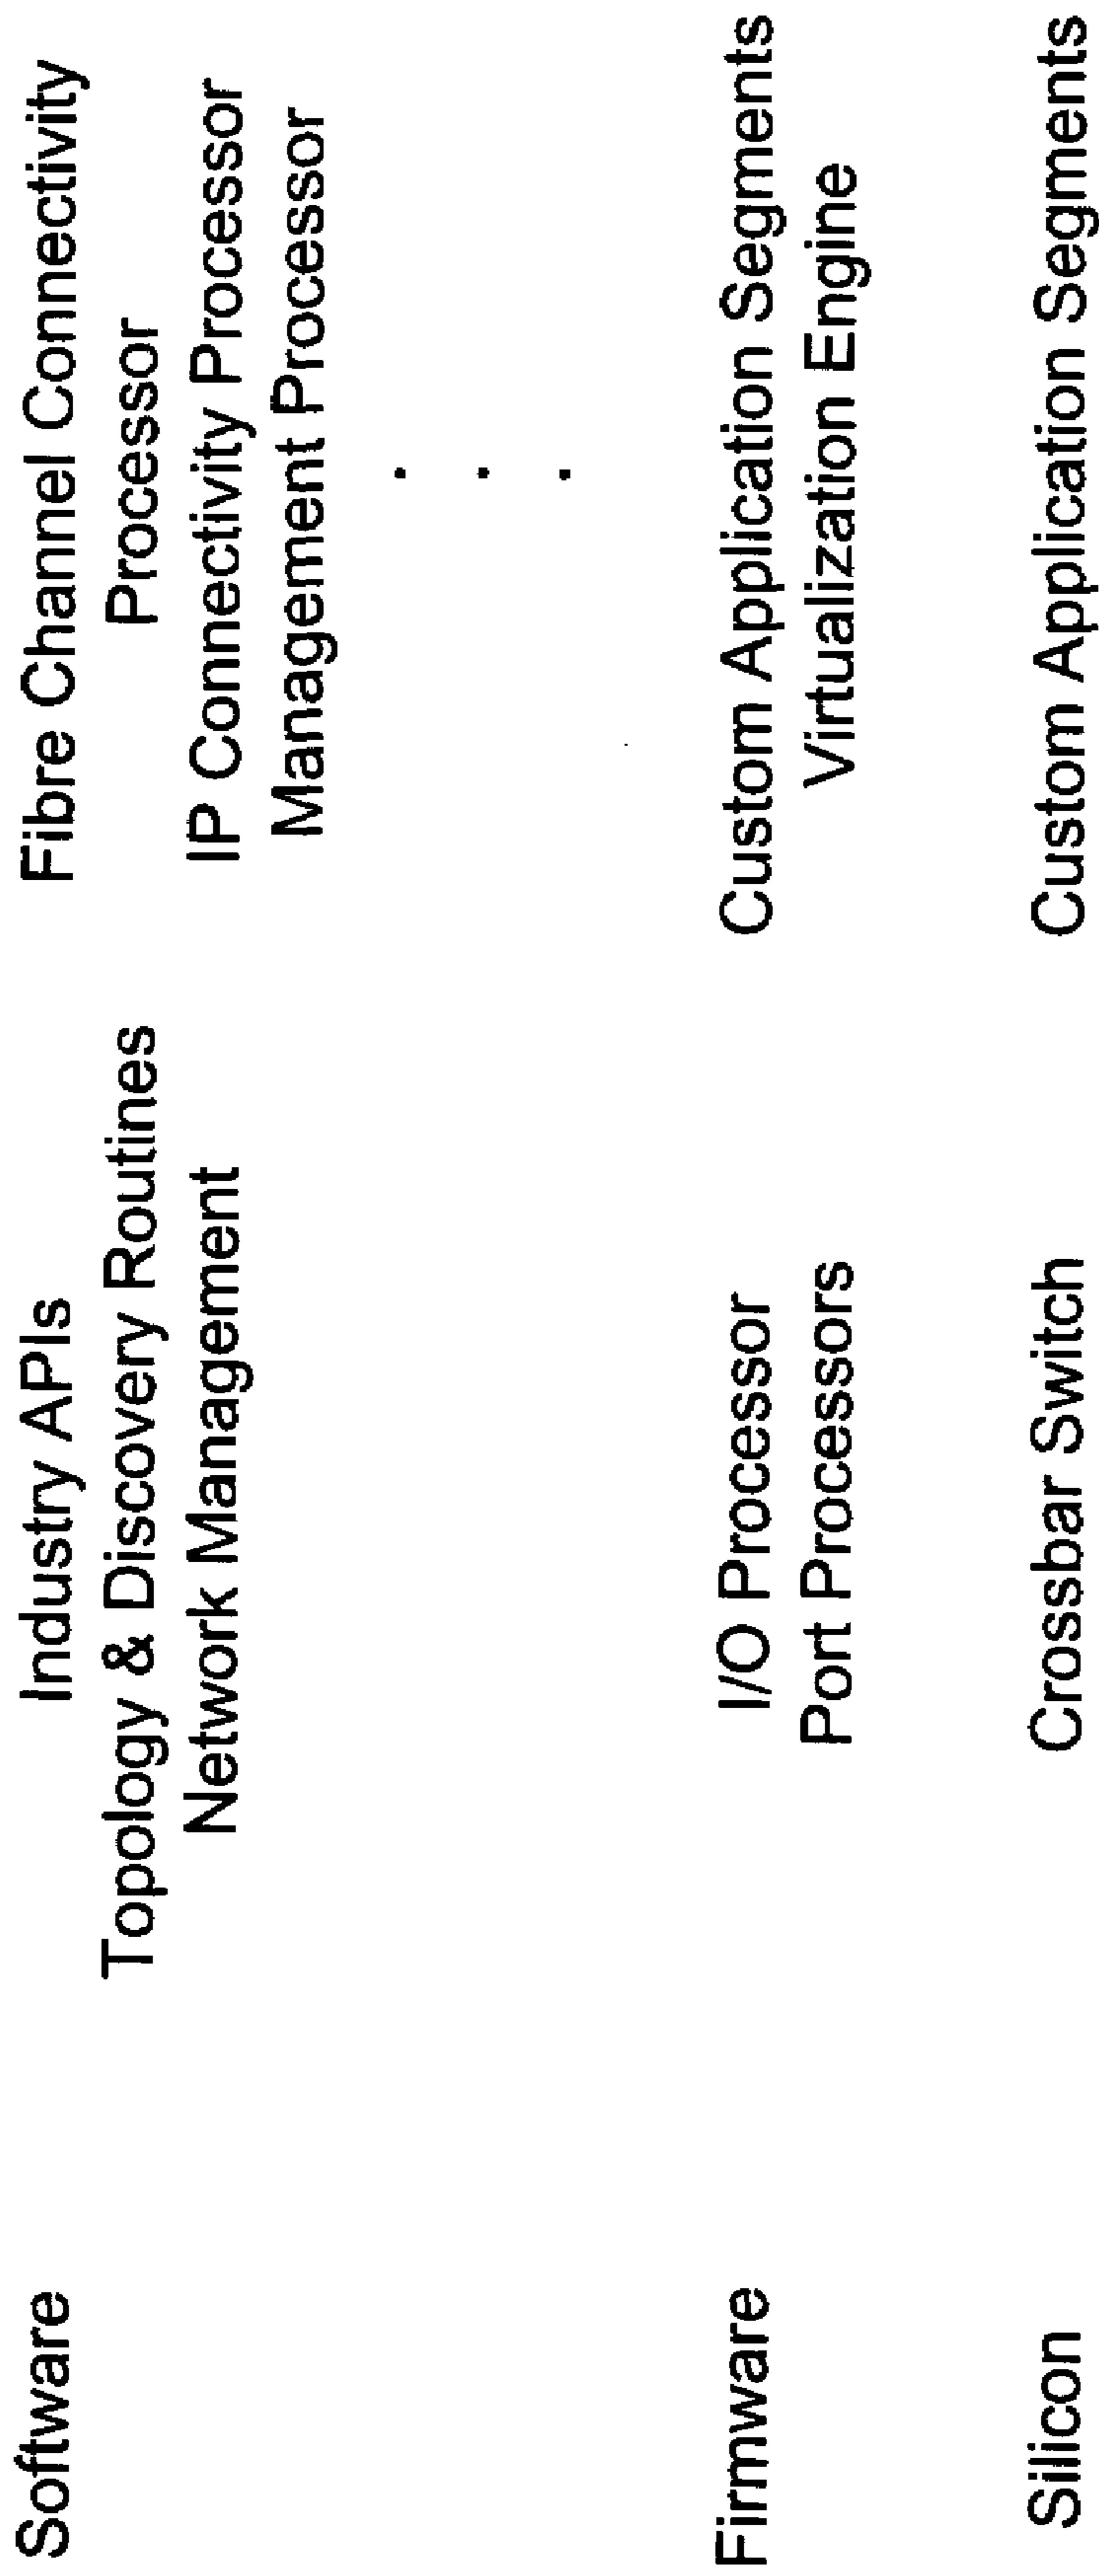 Software
Industry APIs
Topology & Discovery Routines
Network Management
Fibre Channel Connectivity
Processor
IP Connectivity Processor
Management Processor
.
.
.
Firmware
I/O Processor
Port Processors
Custom Application Segments
Virtualization Engine
Silicon
Crossbar Switch
Custom Application Segments